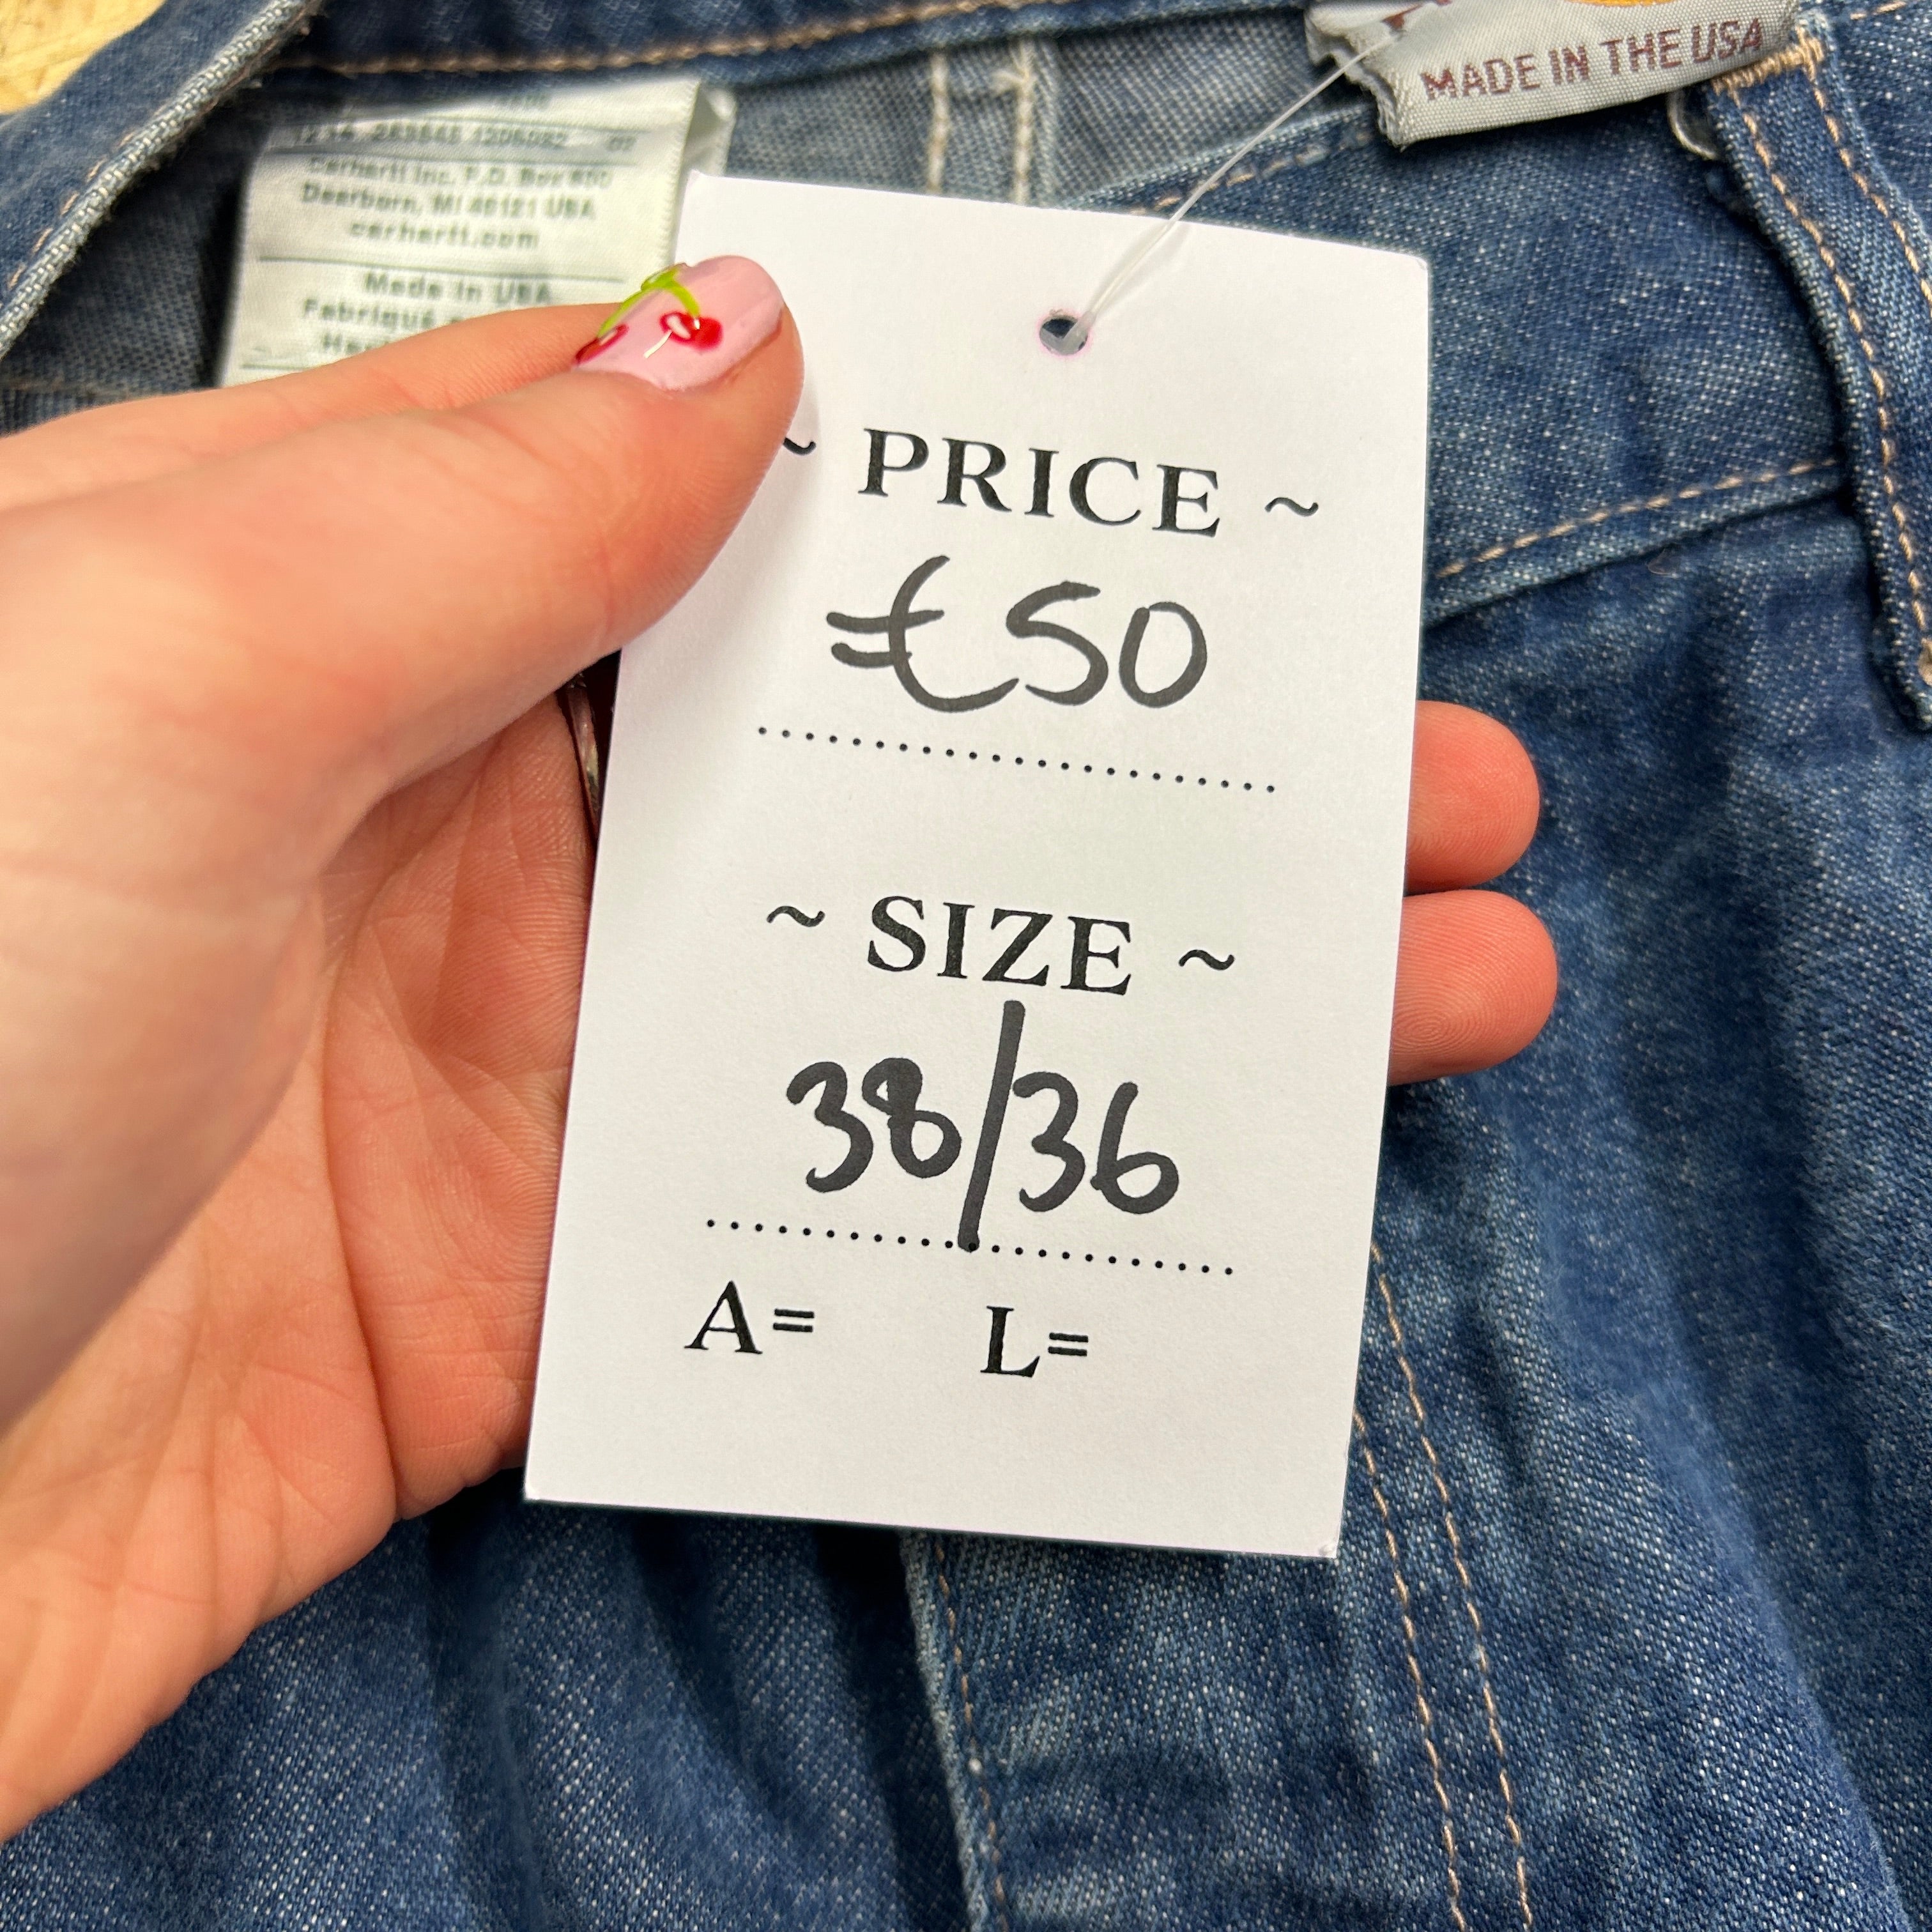 MADE IN THE USA
Carhartt Inc. P.O. Box 600
Dearborn, MI 48121 USA
carhartt.com
Made in USA
Fabriqué
~ PRICE ~
€50
~ SIZE ~
38/36
A= L=